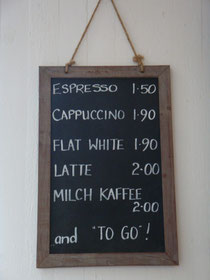 ESPRESSO 1·50
CAPPUCCINO 1·90
FLAT WHITE 1·90
LATTE 2·00
MILCH KAFFEE
2·00
and "TO GO"!